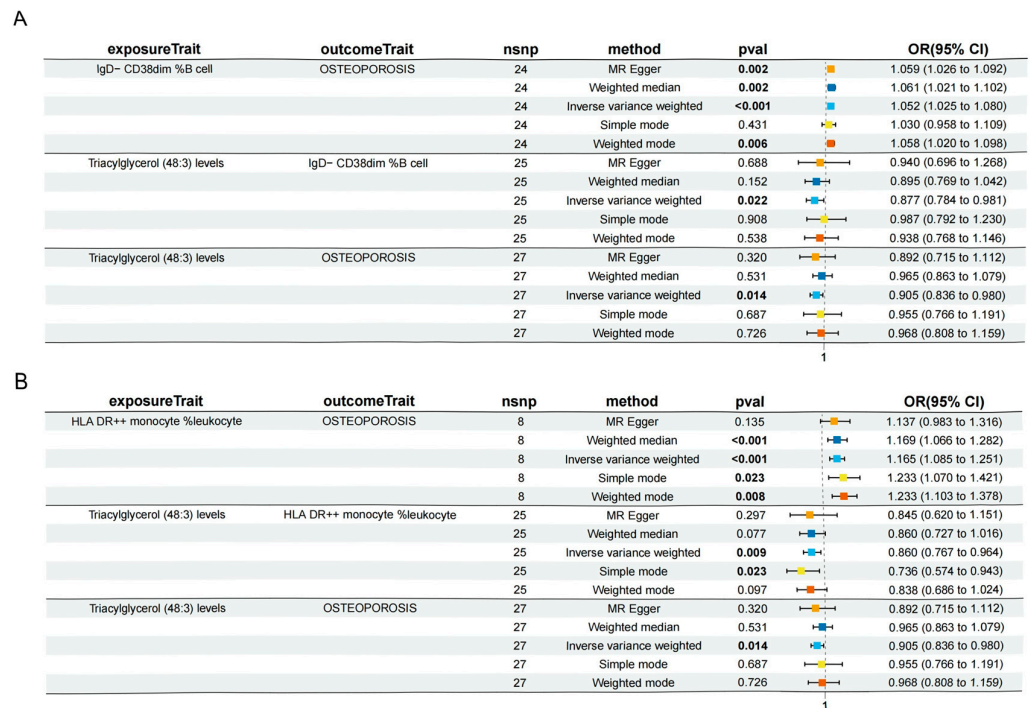 A
exposureTrait outcomeTrait nsnp method pval OR(95% CI)
IgD− CD38dim %B cell OSTEOPOROSIS 24 MR Egger 0.002 1.059 (1.026 to 1.092)
24 Weighted median 0.002 1.061 (1.021 to 1.102)
24 Inverse variance weighted <0.001 1.052 (1.025 to 1.080)
24 Simple mode 0.431 1.030 (0.958 to 1.109)
24 Weighted mode 0.006 1.058 (1.020 to 1.098)
Triacylglycerol (48:3) levels IgD− CD38dim %B cell 25 MR Egger 0.688 0.940 (0.696 to 1.268)
25 Weighted median 0.152 0.895 (0.769 to 1.042)
25 Inverse variance weighted 0.022 0.877 (0.784 to 0.981)
25 Simple mode 0.908 0.987 (0.792 to 1.230)
25 Weighted mode 0.538 0.938 (0.768 to 1.146)
Triacylglycerol (48:3) levels OSTEOPOROSIS 27 MR Egger 0.320 0.892 (0.715 to 1.112)
27 Weighted median 0.531 0.965 (0.863 to 1.079)
27 Inverse variance weighted 0.014 0.905 (0.836 to 0.980)
27 Simple mode 0.687 0.955 (0.766 to 1.191)
27 Weighted mode 0.726 0.968 (0.808 to 1.159)
1
B
exposureTrait outcomeTrait nsnp method pval OR(95% CI)
HLA DR++ monocyte %leukocyte OSTEOPOROSIS 8 MR Egger 0.135 1.137 (0.983 to 1.316)
8 Weighted median <0.001 1.169 (1.066 to 1.282)
8 Inverse variance weighted <0.001 1.165 (1.085 to 1.251)
8 Simple mode 0.023 1.233 (1.070 to 1.421)
8 Weighted mode 0.008 1.233 (1.103 to 1.378)
Triacylglycerol (48:3) levels HLA DR++ monocyte %leukocyte 25 MR Egger 0.297 0.845 (0.620 to 1.151)
25 Weighted median 0.077 0.860 (0.727 to 1.016)
25 Inverse variance weighted 0.009 0.860 (0.767 to 0.964)
25 Simple mode 0.023 0.736 (0.574 to 0.943)
25 Weighted mode 0.097 0.838 (0.686 to 1.024)
Triacylglycerol (48:3) levels OSTEOPOROSIS 27 MR Egger 0.320 0.892 (0.715 to 1.112)
27 Weighted median 0.531 0.965 (0.863 to 1.079)
27 Inverse variance weighted 0.014 0.905 (0.836 to 0.980)
27 Simple mode 0.687 0.955 (0.766 to 1.191)
27 Weighted mode 0.726 0.968 (0.808 to 1.159)
1